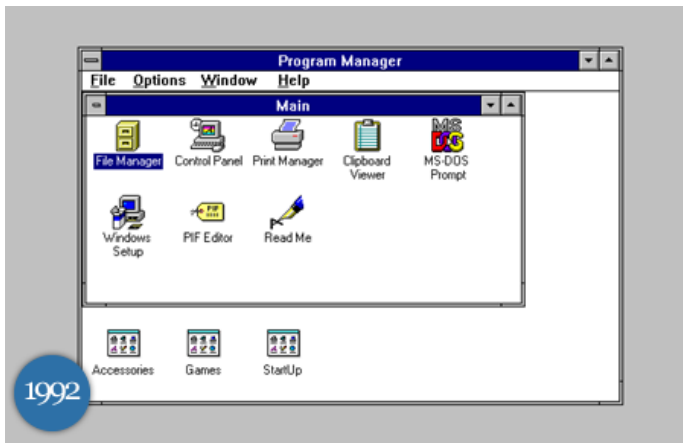 Program Manager
File Options Window Help
Main
File Manager Control Panel Print Manager Clipboard Viewer MS-DOS Prompt
Windows Setup PIF Editor Read Me
Accessories Games StartUp
1992